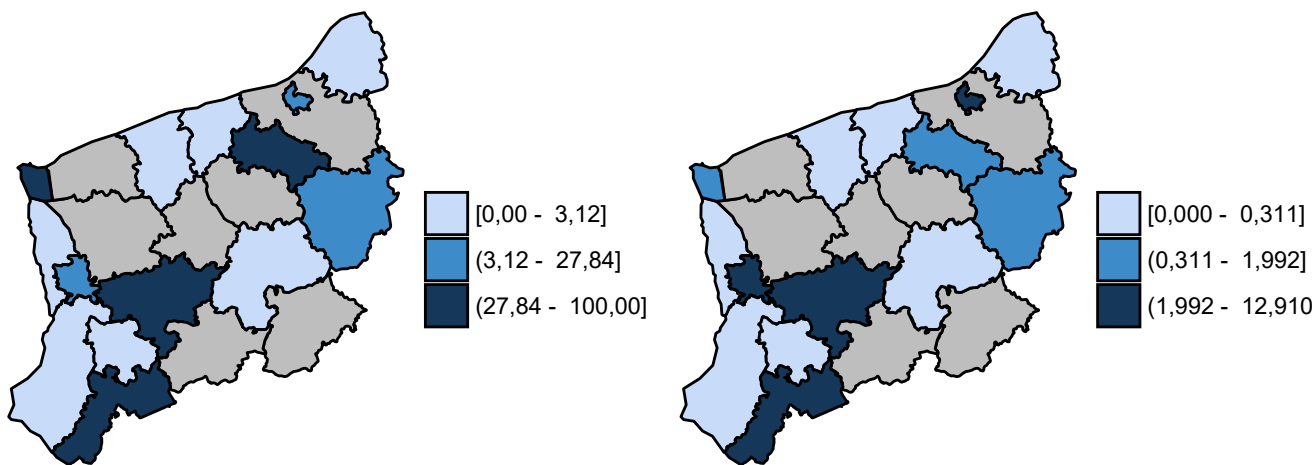 [0,00 - 3,12]
(3,12 - 27,84]
(27,84 - 100,00]
[0,000 - 0,311]
(0,311 - 1,992]
(1,992 - 12,910